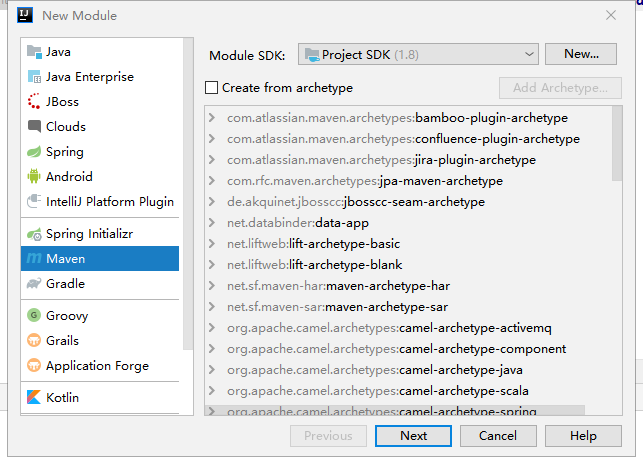 New Module
Java
Java Enterprise
JBoss
Clouds
Spring
Android
IntelliJ Platform Plugin
Spring Initializr
Maven
Gradle
Groovy
Grails
Application Forge
Kotlin
Module SDK: Project SDK (1.8) New...
Create from archetype Add Archetype...
com.atlassian.maven.archetypes:bamboo-plugin-archetype
com.atlassian.maven.archetypes:confluence-plugin-archetype
com.atlassian.maven.archetypes:jira-plugin-archetype
com.rfc.maven.archetypes:jpa-maven-archetype
de.akquinet.jbosscc:jbosscc-seam-archetype
net.databinder:data-app
net.liftweb:lift-archetype-basic
net.liftweb:lift-archetype-blank
net.sf.maven-har:maven-archetype-har
net.sf.maven-sar:maven-archetype-sar
org.apache.camel.archetypes:camel-archetype-activemq
org.apache.camel.archetypes:camel-archetype-component
org.apache.camel.archetypes:camel-archetype-java
org.apache.camel.archetypes:camel-archetype-scala
org.apache.camel.archetypes:camel-archetype-spring
Previous Next Cancel Help